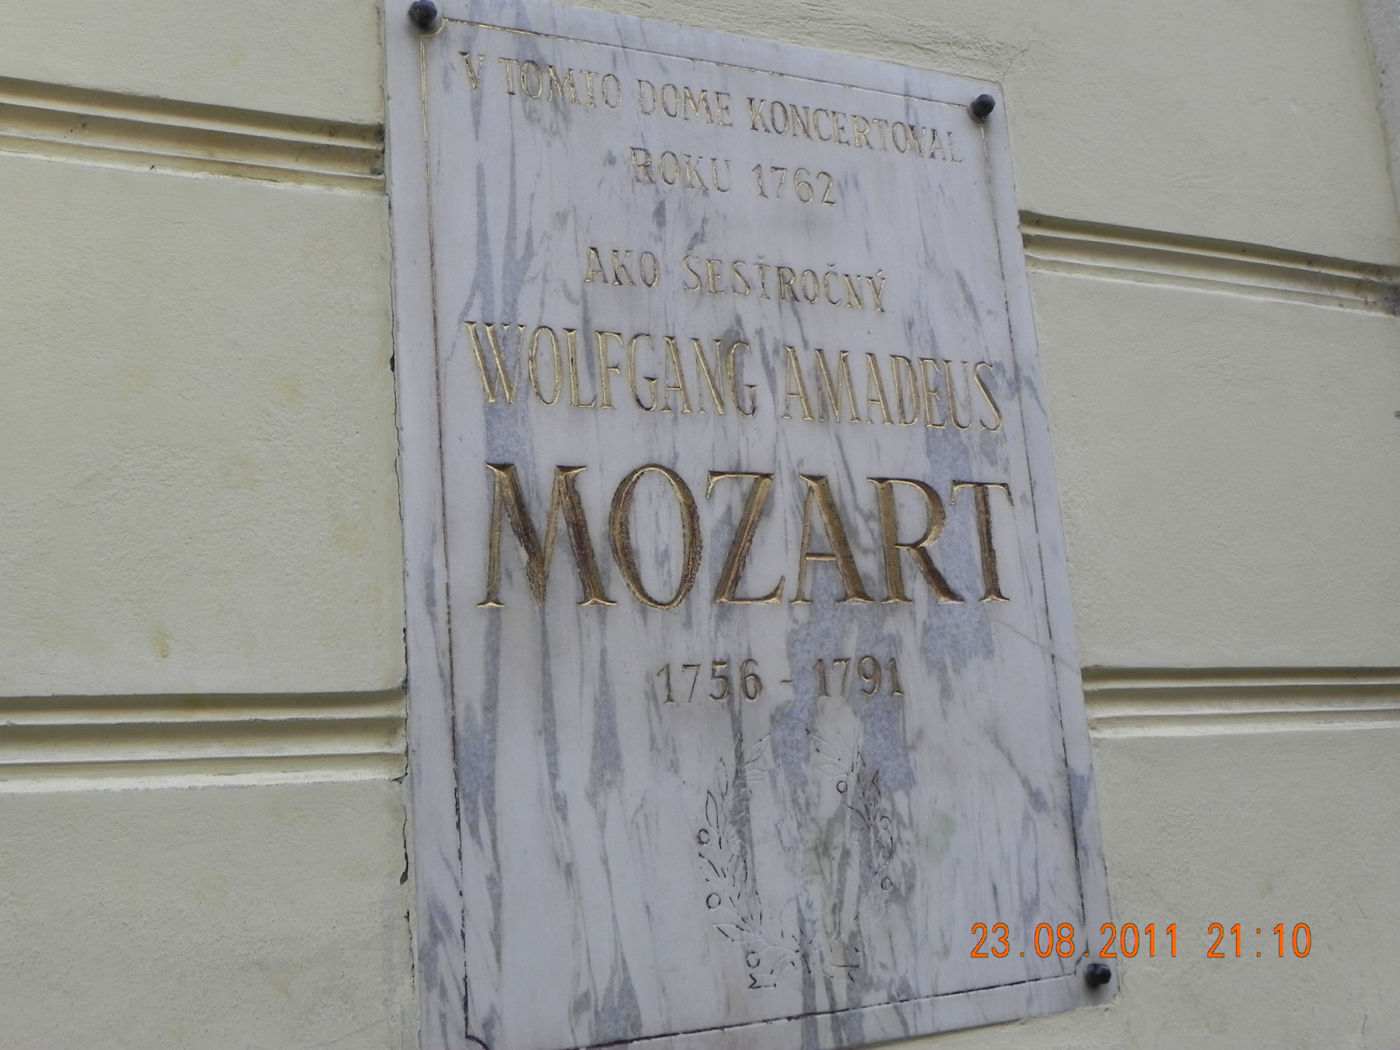 V TOMTO DOME KONCERTOVAL
ROKU 1762
AKO ŠESŤROČNÝ
WOLFGANG AMADEUS
MOZART
1756 - 1791
23.08.2011 21:10